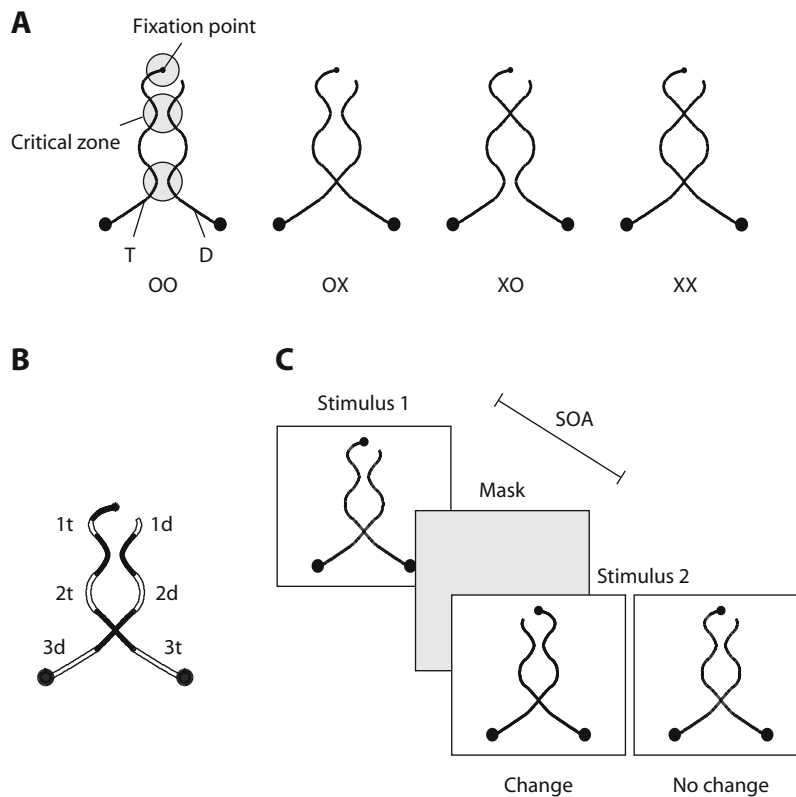 A
Fixation point
Critical zone
T D
OO OX XO XX
B
1t 1d
2t 2d
3d 3t
C
Stimulus 1
SOA
Mask
Stimulus 2
Change No change